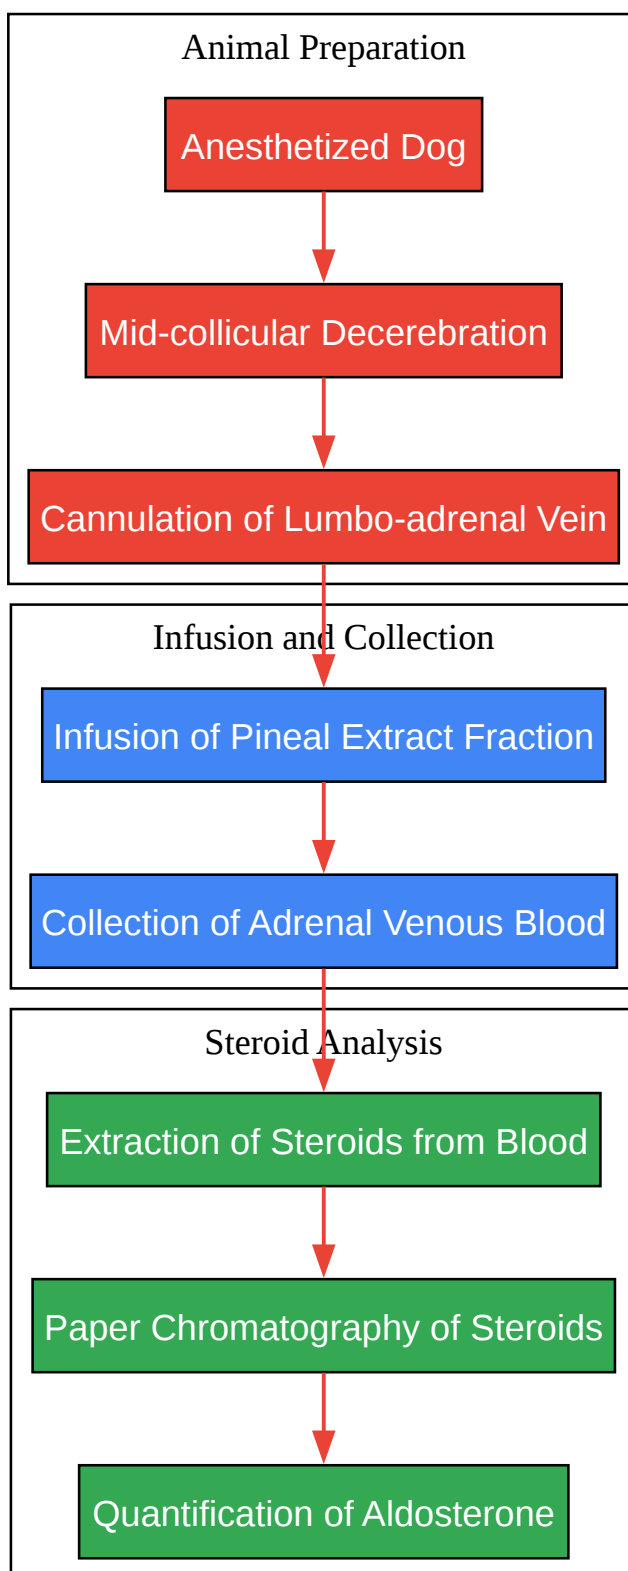 Animal Preparation
Anesthetized Dog
Mid-collicular Decerebration
Cannulation of Lumbo-adrenal Vein
Infusion and Collection
Infusion of Pineal Extract Fraction
Collection of Adrenal Venous Blood
Steroid Analysis
Extraction of Steroids from Blood
Paper Chromatography of Steroids
Quantification of Aldosterone